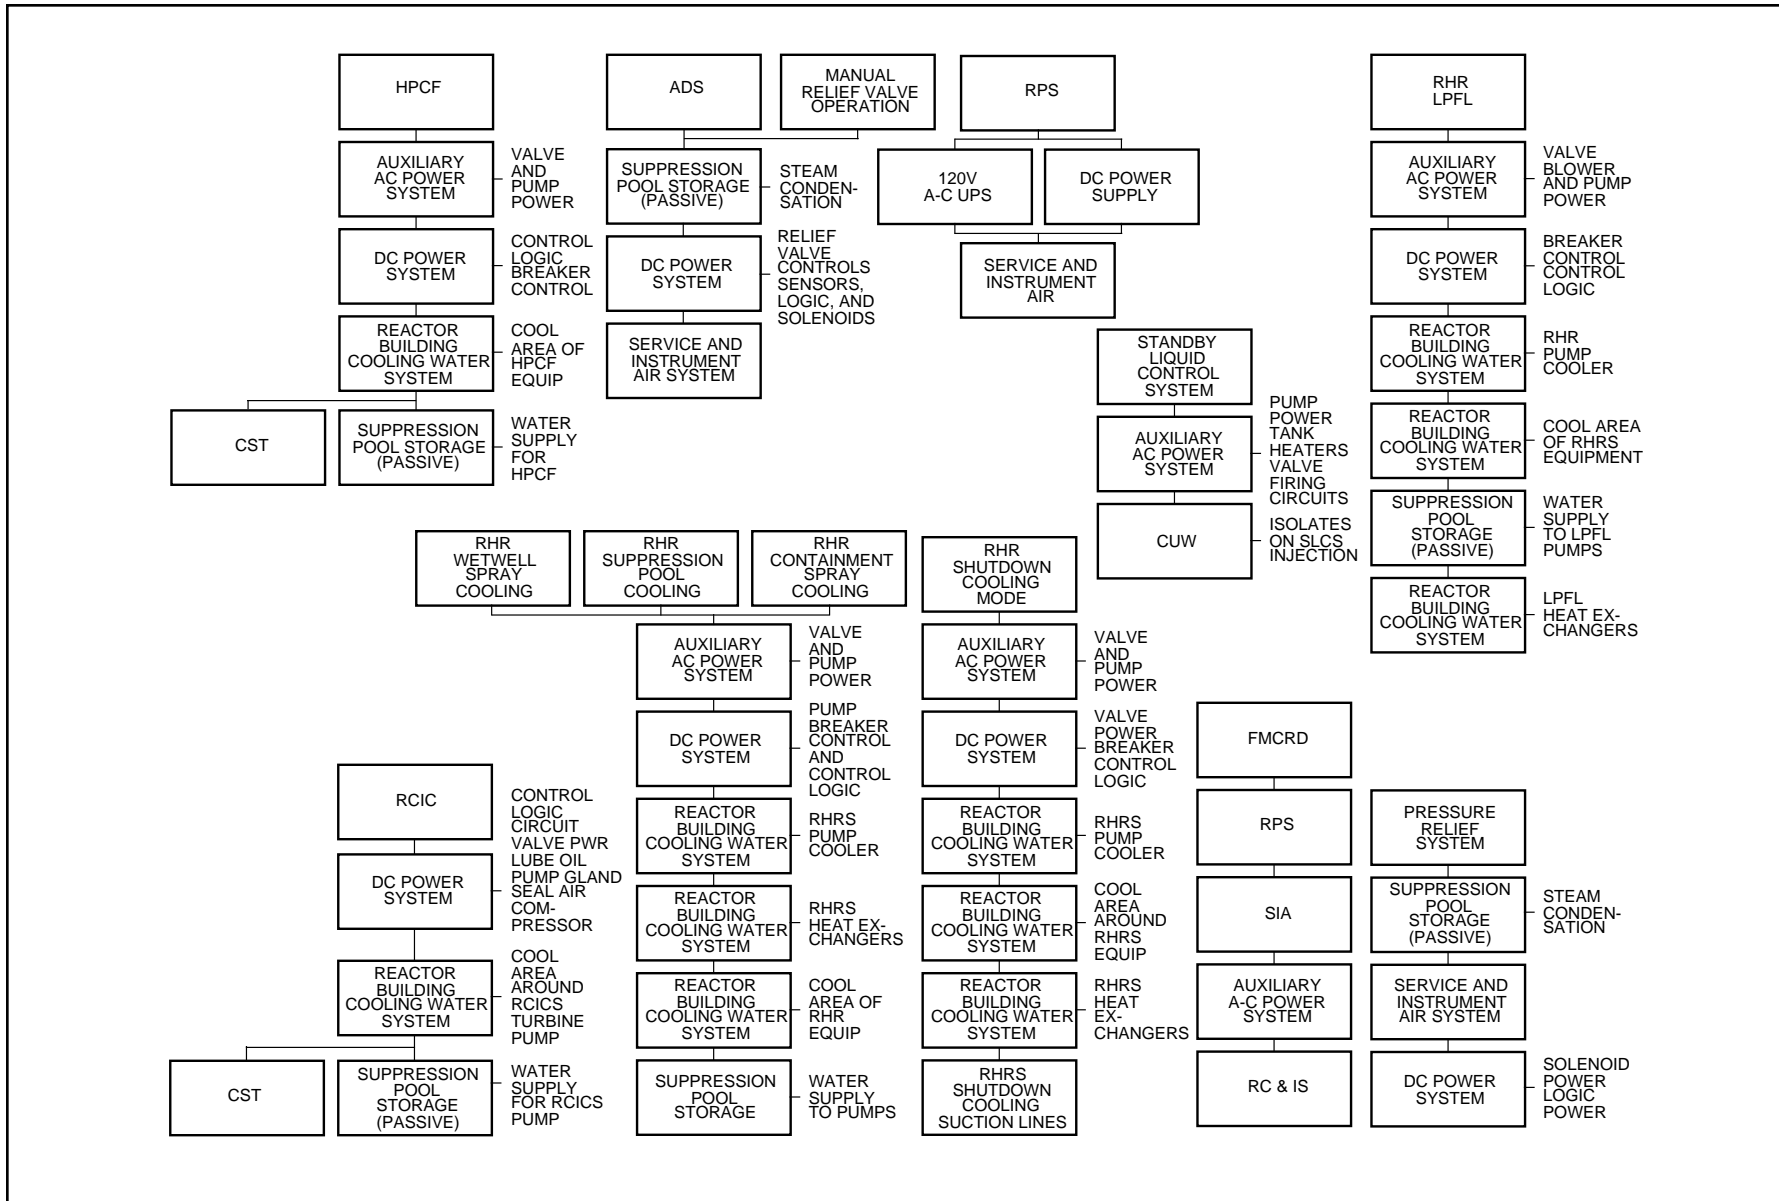 HPCF
AUXILIARY
AC POWER
SYSTEM
VALVE
AND
PUMP
POWER
DC POWER
SYSTEM
CONTROL
LOGIC
BREAKER
CONTROL
REACTOR
BUILDING
COOLING WATER
SYSTEM
COOL
AREA OF
HPCF
EQUIP
CST
SUPPRESSION
POOL STORAGE
(PASSIVE)
WATER
SUPPLY
FOR
HPCF
ADS
MANUAL
RELIEF VALVE
OPERATION
SUPPRESSION
POOL STORAGE
(PASSIVE)
STEAM
CONDEN-
SATION
DC POWER
SYSTEM
RELIEF
VALVE
CONTROLS
SENSORS,
LOGIC, AND
SOLENOIDS
SERVICE AND
INSTRUMENT
AIR SYSTEM
RPS
120V
A-C UPS
DC POWER
SUPPLY
SERVICE AND
INSTRUMENT
AIR
STANDBY
LIQUID
CONTROL
SYSTEM
AUXILIARY
AC POWER
SYSTEM
PUMP
POWER
TANK
HEATERS
VALVE
FIRING
CIRCUITS
CUW
ISOLATES
ON SLCS
INJECTION
RHR
LPFL
AUXILIARY
AC POWER
SYSTEM
VALVE
BLOWER
AND PUMP
POWER
DC POWER
SYSTEM
BREAKER
CONTROL
CONTROL
LOGIC
REACTOR
BUILDING
COOLING WATER
SYSTEM
RHR
PUMP
COOLER
REACTOR
BUILDING
COOLING WATER
SYSTEM
COOL AREA
OF RHRS
EQUIPMENT
SUPPRESSION
POOL
STORAGE
(PASSIVE)
WATER
SUPPLY
TO LPFL
PUMPS
REACTOR
BUILDING
COOLING WATER
SYSTEM
LPFL
HEAT EX-
CHANGERS
RHR
WETWELL
SPRAY
COOLING
RHR
SUPPRESSION
POOL
COOLING
RHR
CONTAINMENT
SPRAY
COOLING
AUXILIARY
AC POWER
SYSTEM
VALVE
AND
PUMP
POWER
DC POWER
SYSTEM
PUMP
BREAKER
CONTROL
AND
CONTROL
LOGIC
REACTOR
BUILDING
COOLING WATER
SYSTEM
RHRS
PUMP
COOLER
REACTOR
BUILDING
COOLING WATER
SYSTEM
RHRS
HEAT EX-
CHANGERS
REACTOR
BUILDING
COOLING WATER
SYSTEM
COOL
AREA OF
RHR
EQUIP
SUPPRESSION
POOL
STORAGE
WATER
SUPPLY
TO PUMPS
RHR
SHUTDOWN
COOLING
MODE
AUXILIARY
AC POWER
SYSTEM
VALVE
AND
PUMP
POWER
DC POWER
SYSTEM
VALVE
POWER
BREAKER
CONTROL
LOGIC
REACTOR
BUILDING
COOLING WATER
SYSTEM
RHRS
PUMP
COOLER
REACTOR
BUILDING
COOLING WATER
SYSTEM
COOL
AREA
AROUND
RHRS
EQUIP
REACTOR
BUILDING
COOLING WATER
SYSTEM
RHRS
HEAT
EX-
CHANGERS
RHRS
SHUTDOWN
COOLING
SUCTION LINES
RCIC
DC POWER
SYSTEM
CONTROL
LOGIC
CIRCUIT
VALVE PWR
LUBE OIL
PUMP GLAND
SEAL AIR
COM-
PRESSOR
REACTOR
BUILDING
COOLING WATER
SYSTEM
COOL
AREA
AROUND
RCICS
TURBINE
PUMP
CST
SUPPRESSION
POOL
STORAGE
(PASSIVE)
WATER
SUPPLY
FOR RCICS
PUMP
FMCRD
RPS
SIA
AUXILIARY
A-C POWER
SYSTEM
RC & IS
PRESSURE
RELIEF
SYSTEM
SUPPRESSION
POOL
STORAGE
(PASSIVE)
STEAM
CONDEN-
SATION
SERVICE AND
INSTRUMENT
AIR SYSTEM
DC POWER
SYSTEM
SOLENOID
POWER
LOGIC
POWER